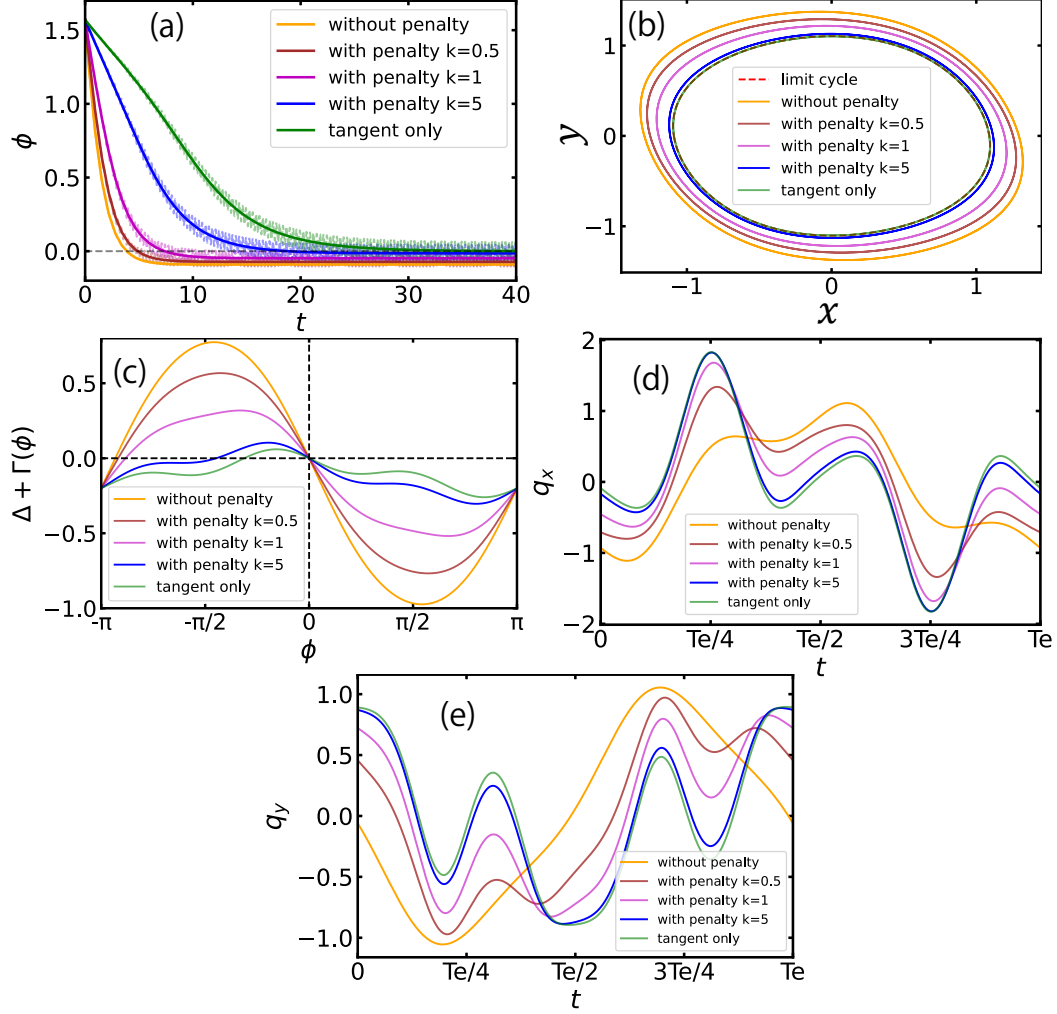 (a)
1.5
1.0
0.5
0.0
ϕ
without penalty
with penalty k=0.5
with penalty k=1
with penalty k=5
tangent only
0 10 20 30 40
t
(b)
1
0
−1
y
limit cycle
without penalty
with penalty k=0.5
with penalty k=1
with penalty k=5
tangent only
−1 0 1
x
(c)
0.5
0.0
−0.5
−1.0
Δ + Γ(ϕ)
without penalty
with penalty k=0.5
with penalty k=1
with penalty k=5
tangent only
-π -π/2 0 π/2 π
ϕ
(d)
2
1
0
−1
−2
qx
without penalty
with penalty k=0.5
with penalty k=1
with penalty k=5
tangent only
0 Te/4 Te/2 3Te/4 Te
t
(e)
1.0
0.5
0.0
−0.5
−1.0
qy
without penalty
with penalty k=0.5
with penalty k=1
with penalty k=5
tangent only
0 Te/4 Te/2 3Te/4 Te
t